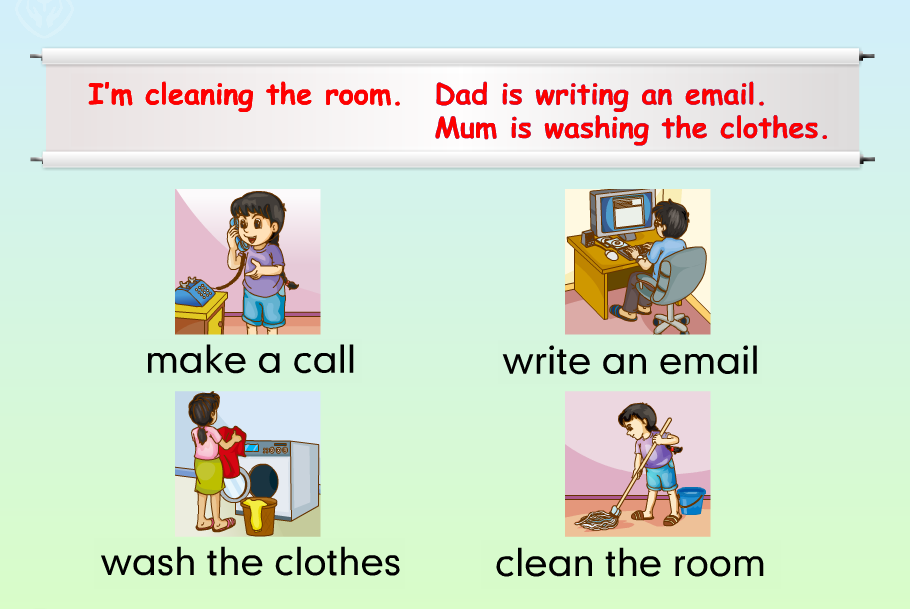 I'm cleaning the room. Dad is writing an email.
Mum is washing the clothes.
make a call
write an email
wash the clothes
clean the room